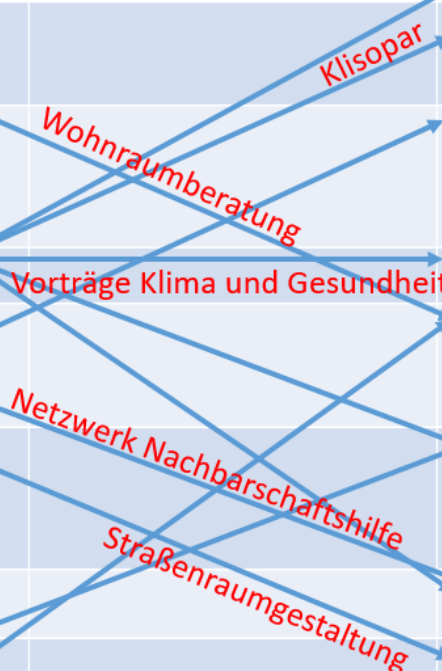 Klisopar
Wohnraumberatung
Vorträge Klima und Gesundheit
Netzwerk Nachbarschaftshilfe
Straßenraumgestaltung